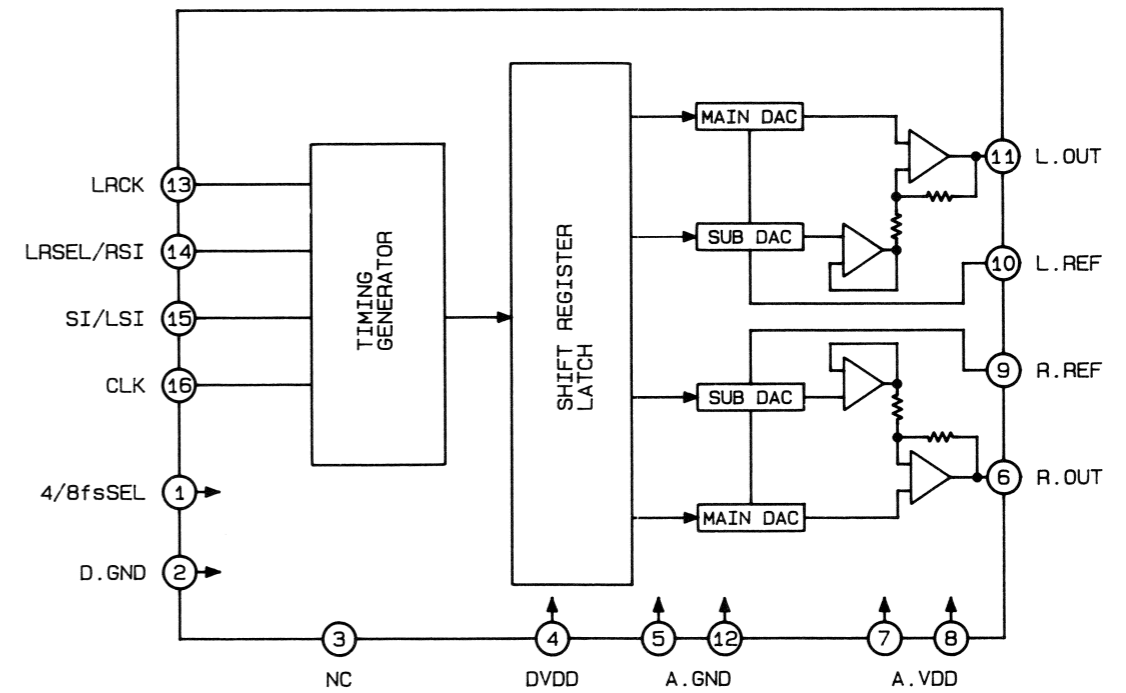 LRCK 13
LRSEL/RSI 14
SI/LSI 15
CLK 16
4/8fsSEL 1
D.GND 2
TIMING
GENERATOR
SHIFT REGISTER
LATCH
MAIN DAC
SUB DAC
SUB DAC
MAIN DAC
11 L.OUT
10 L.REF
9 R.REF
6 R.OUT
3 4 5 12 7 8
NC DVDD A.GND A.VDD